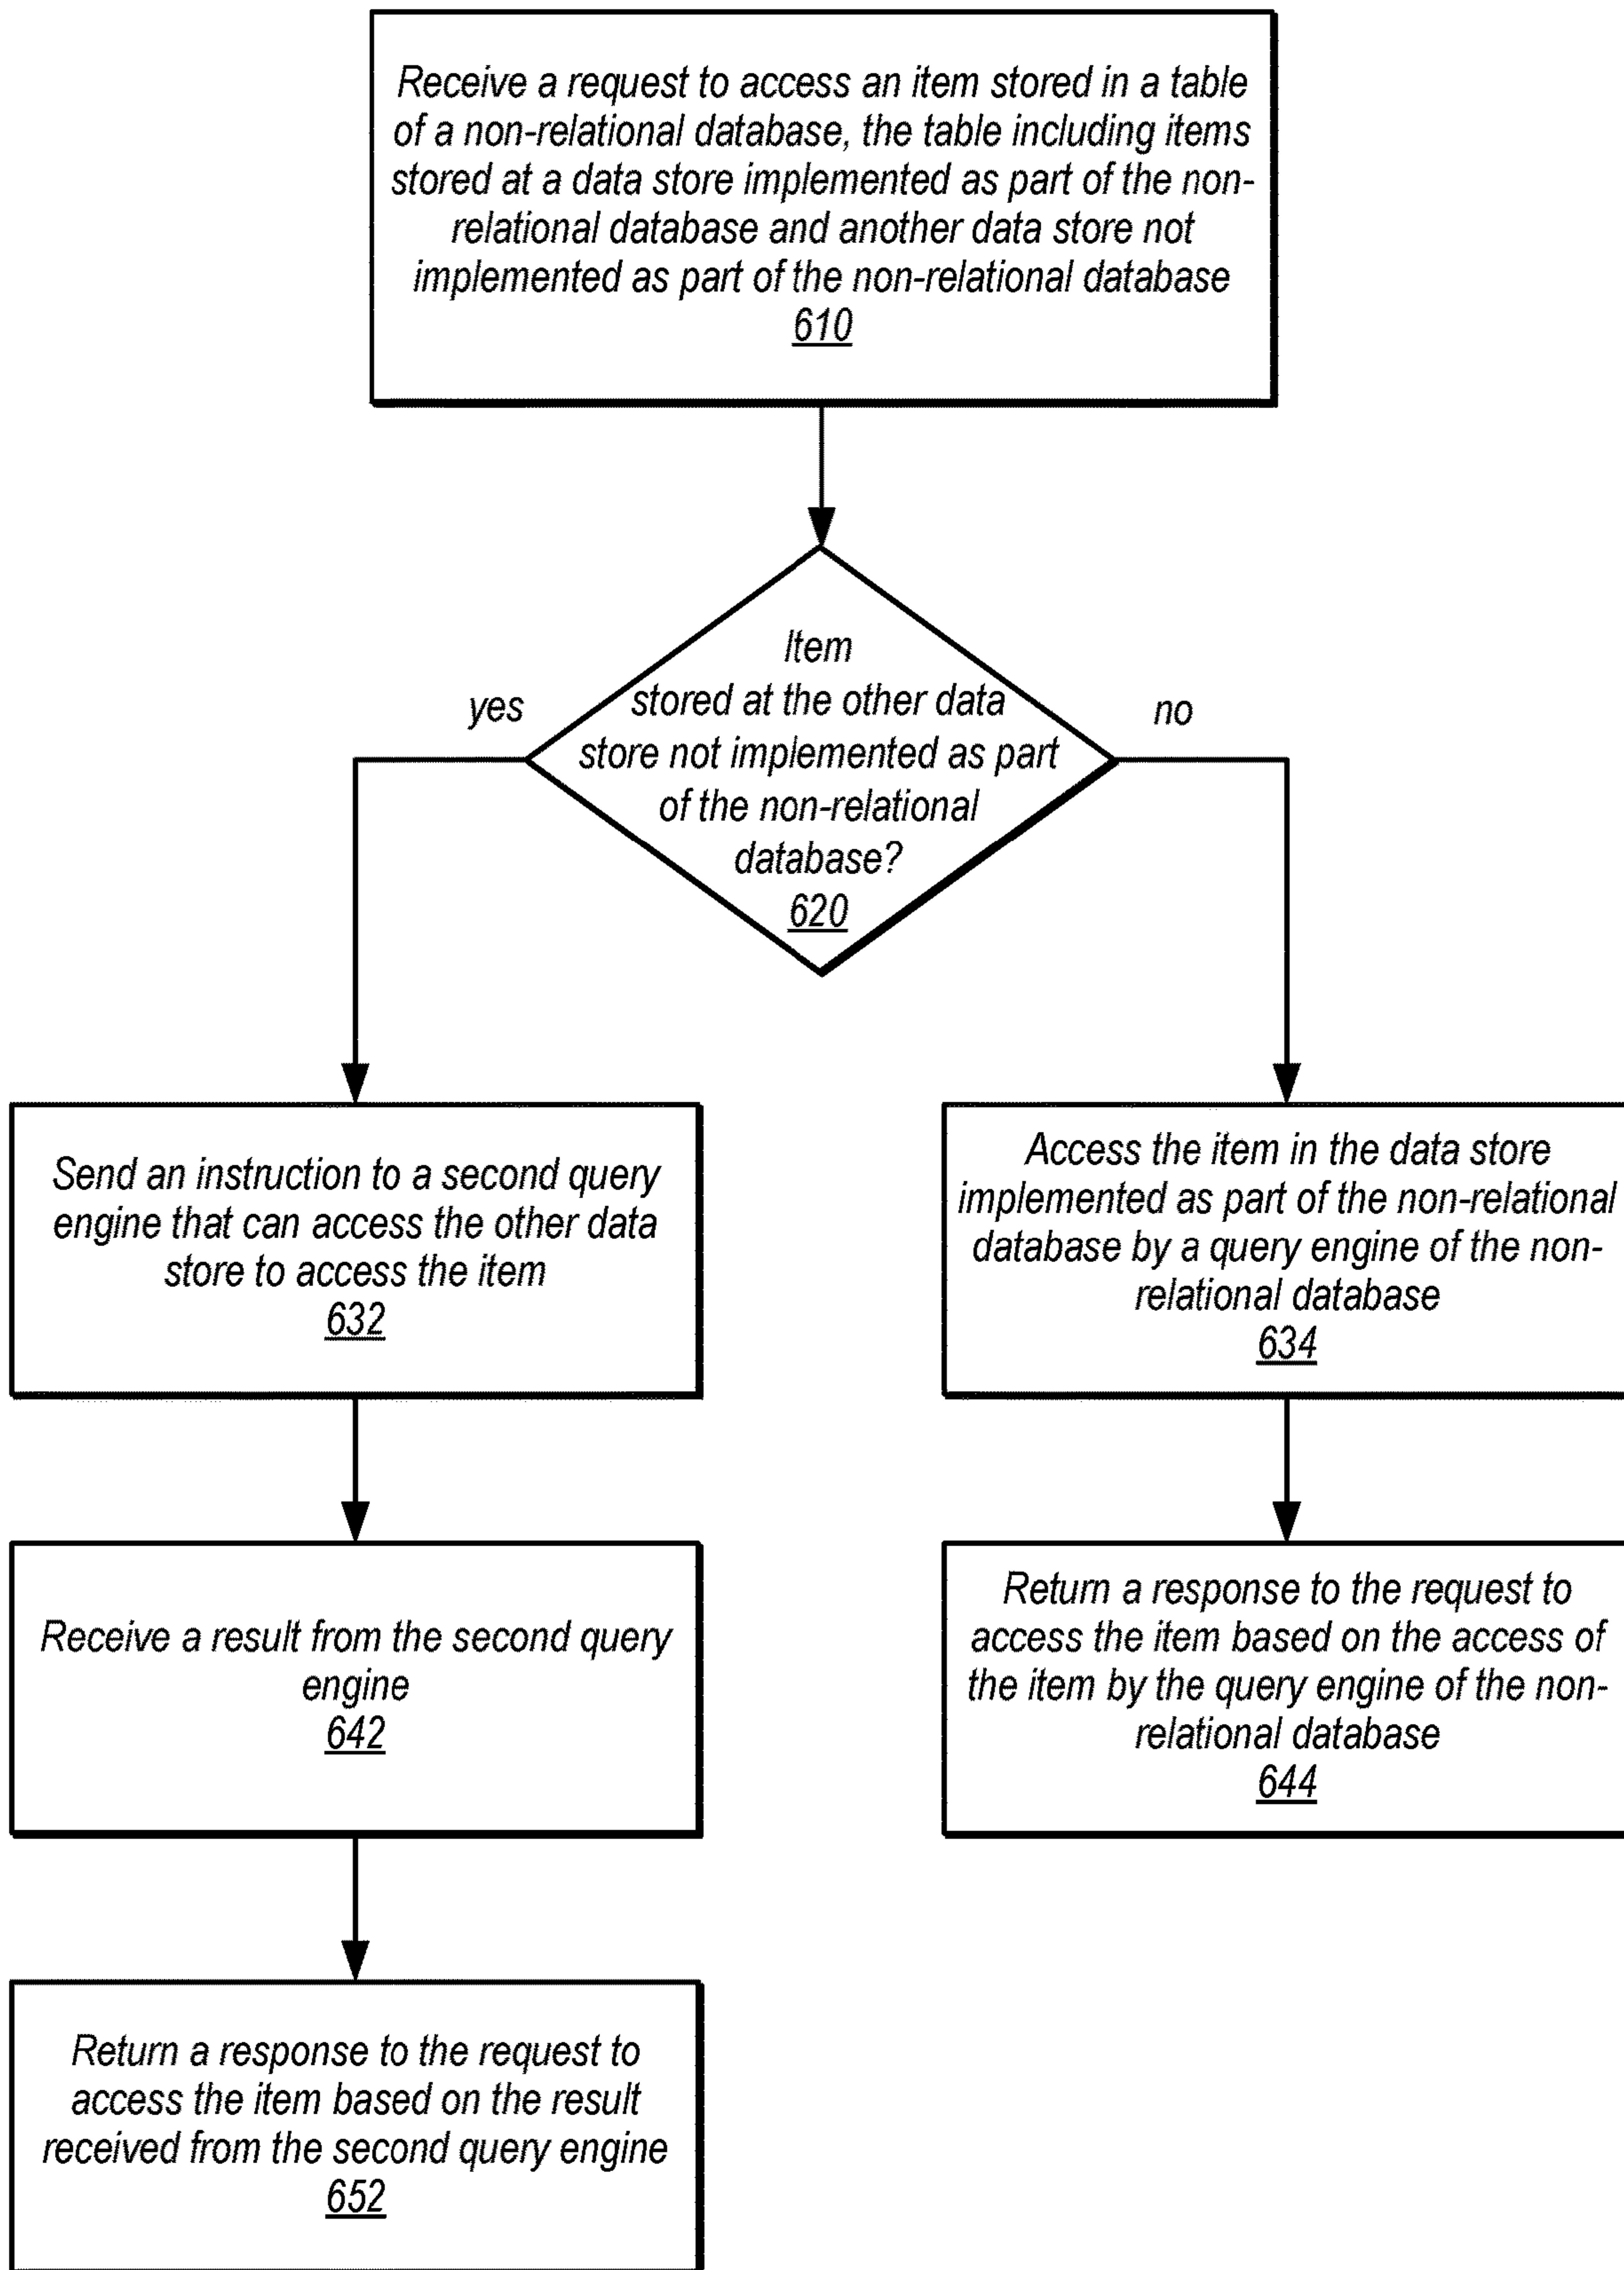 Receive a request to access an item stored in a table
of a non-relational database, the table including items
stored at a data store implemented as part of the non-
relational database and another data store not
implemented as part of the non-relational database
610
Item
stored at the other data
store not implemented as part
of the non-relational
database?
620
yes
no
Send an instruction to a second query
engine that can access the other data
store to access the item
632
Access the item in the data store
implemented as part of the non-relational
database by a query engine of the non-
relational database
634
Receive a result from the second query
engine
642
Return a response to the request to
access the item based on the access of
the item by the query engine of the non-
relational database
644
Return a response to the request to
access the item based on the result
received from the second query engine
652